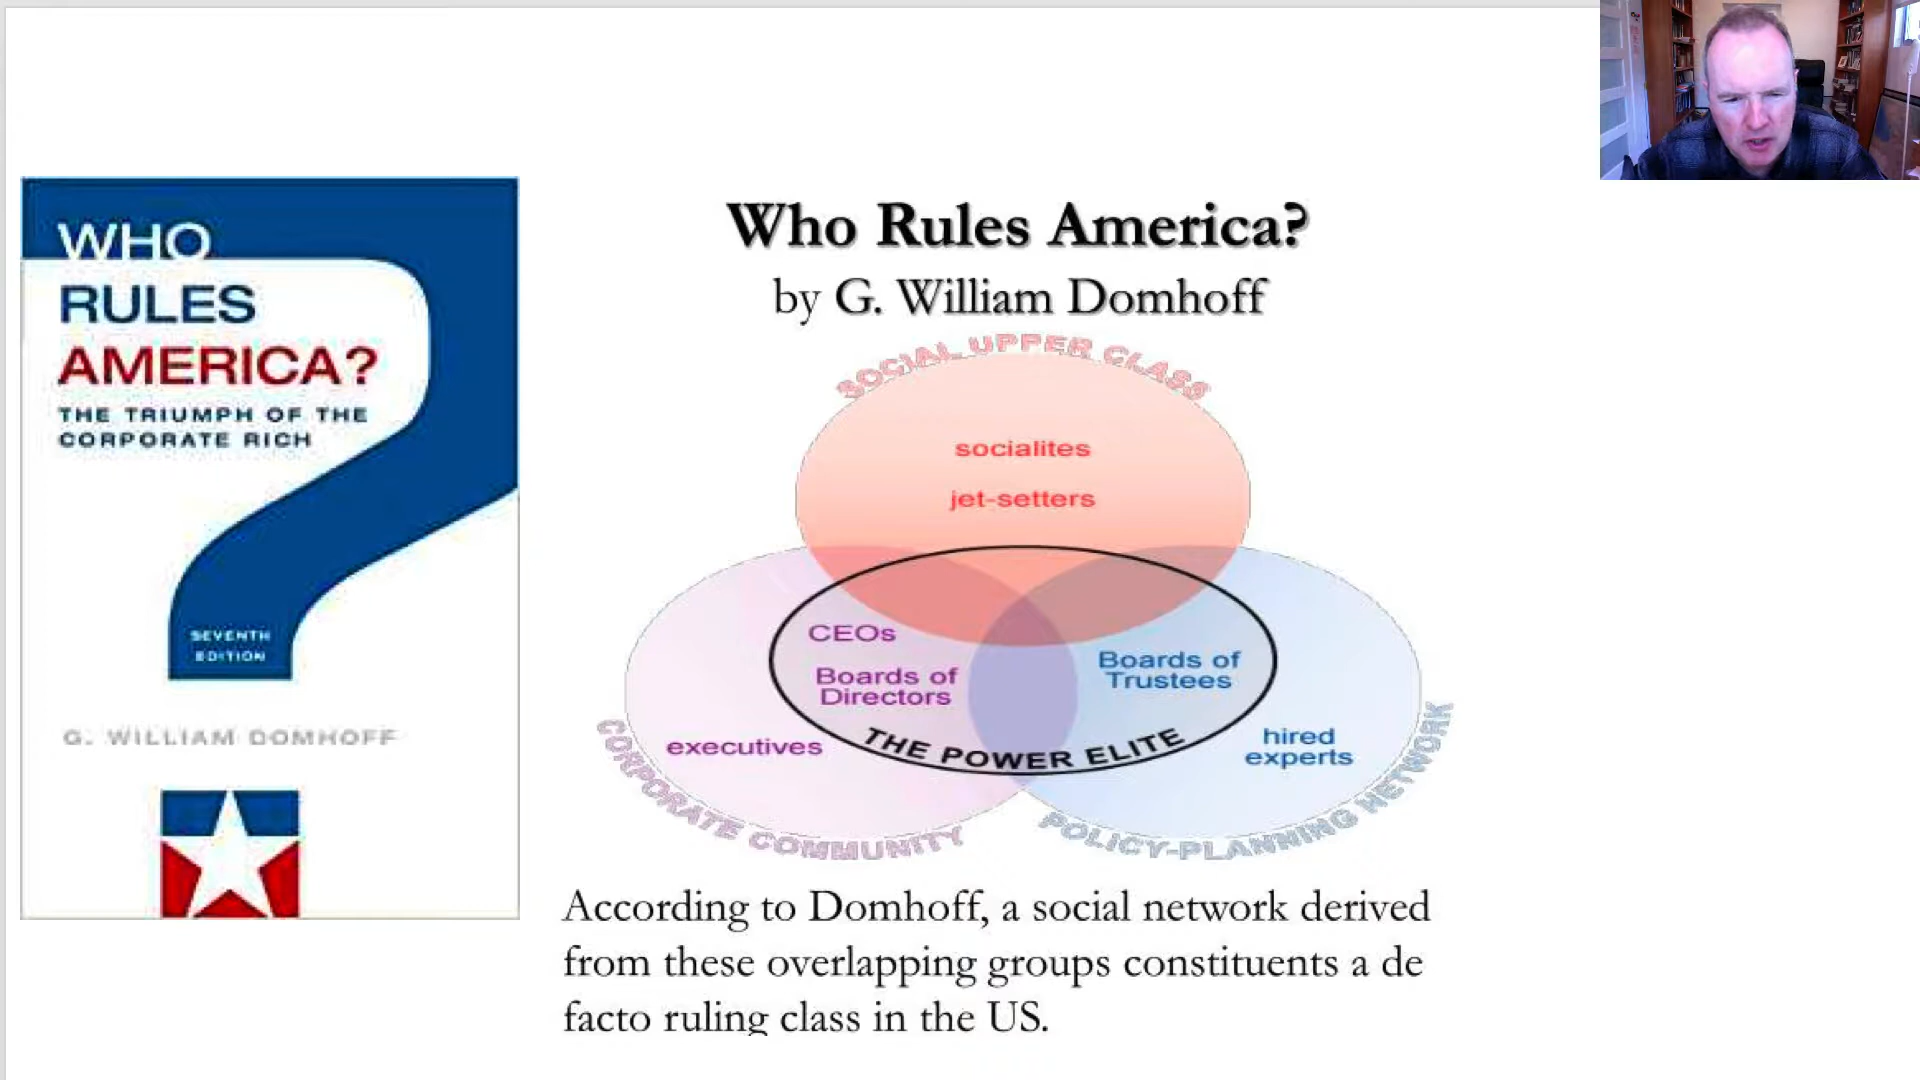 WHO
RULES
AMERICA?
THE TRIUMPH OF THE
CORPORATE RICH
SEVENTH
EDITION
G. WILLIAM DOMHOFF
Who Rules America?
by G. William Domhoff
SOCIAL UPPER CLASS
socialites
jet-setters
CEOs
Boards of
Directors
executives
Boards of
Trustees
hired
experts
THE POWER ELITE
CORPORATE COMMUNITY
POLICY-PLANNING NETWORK
According to Domhoff, a social network derived
from these overlapping groups constituents a de
facto ruling class in the US.